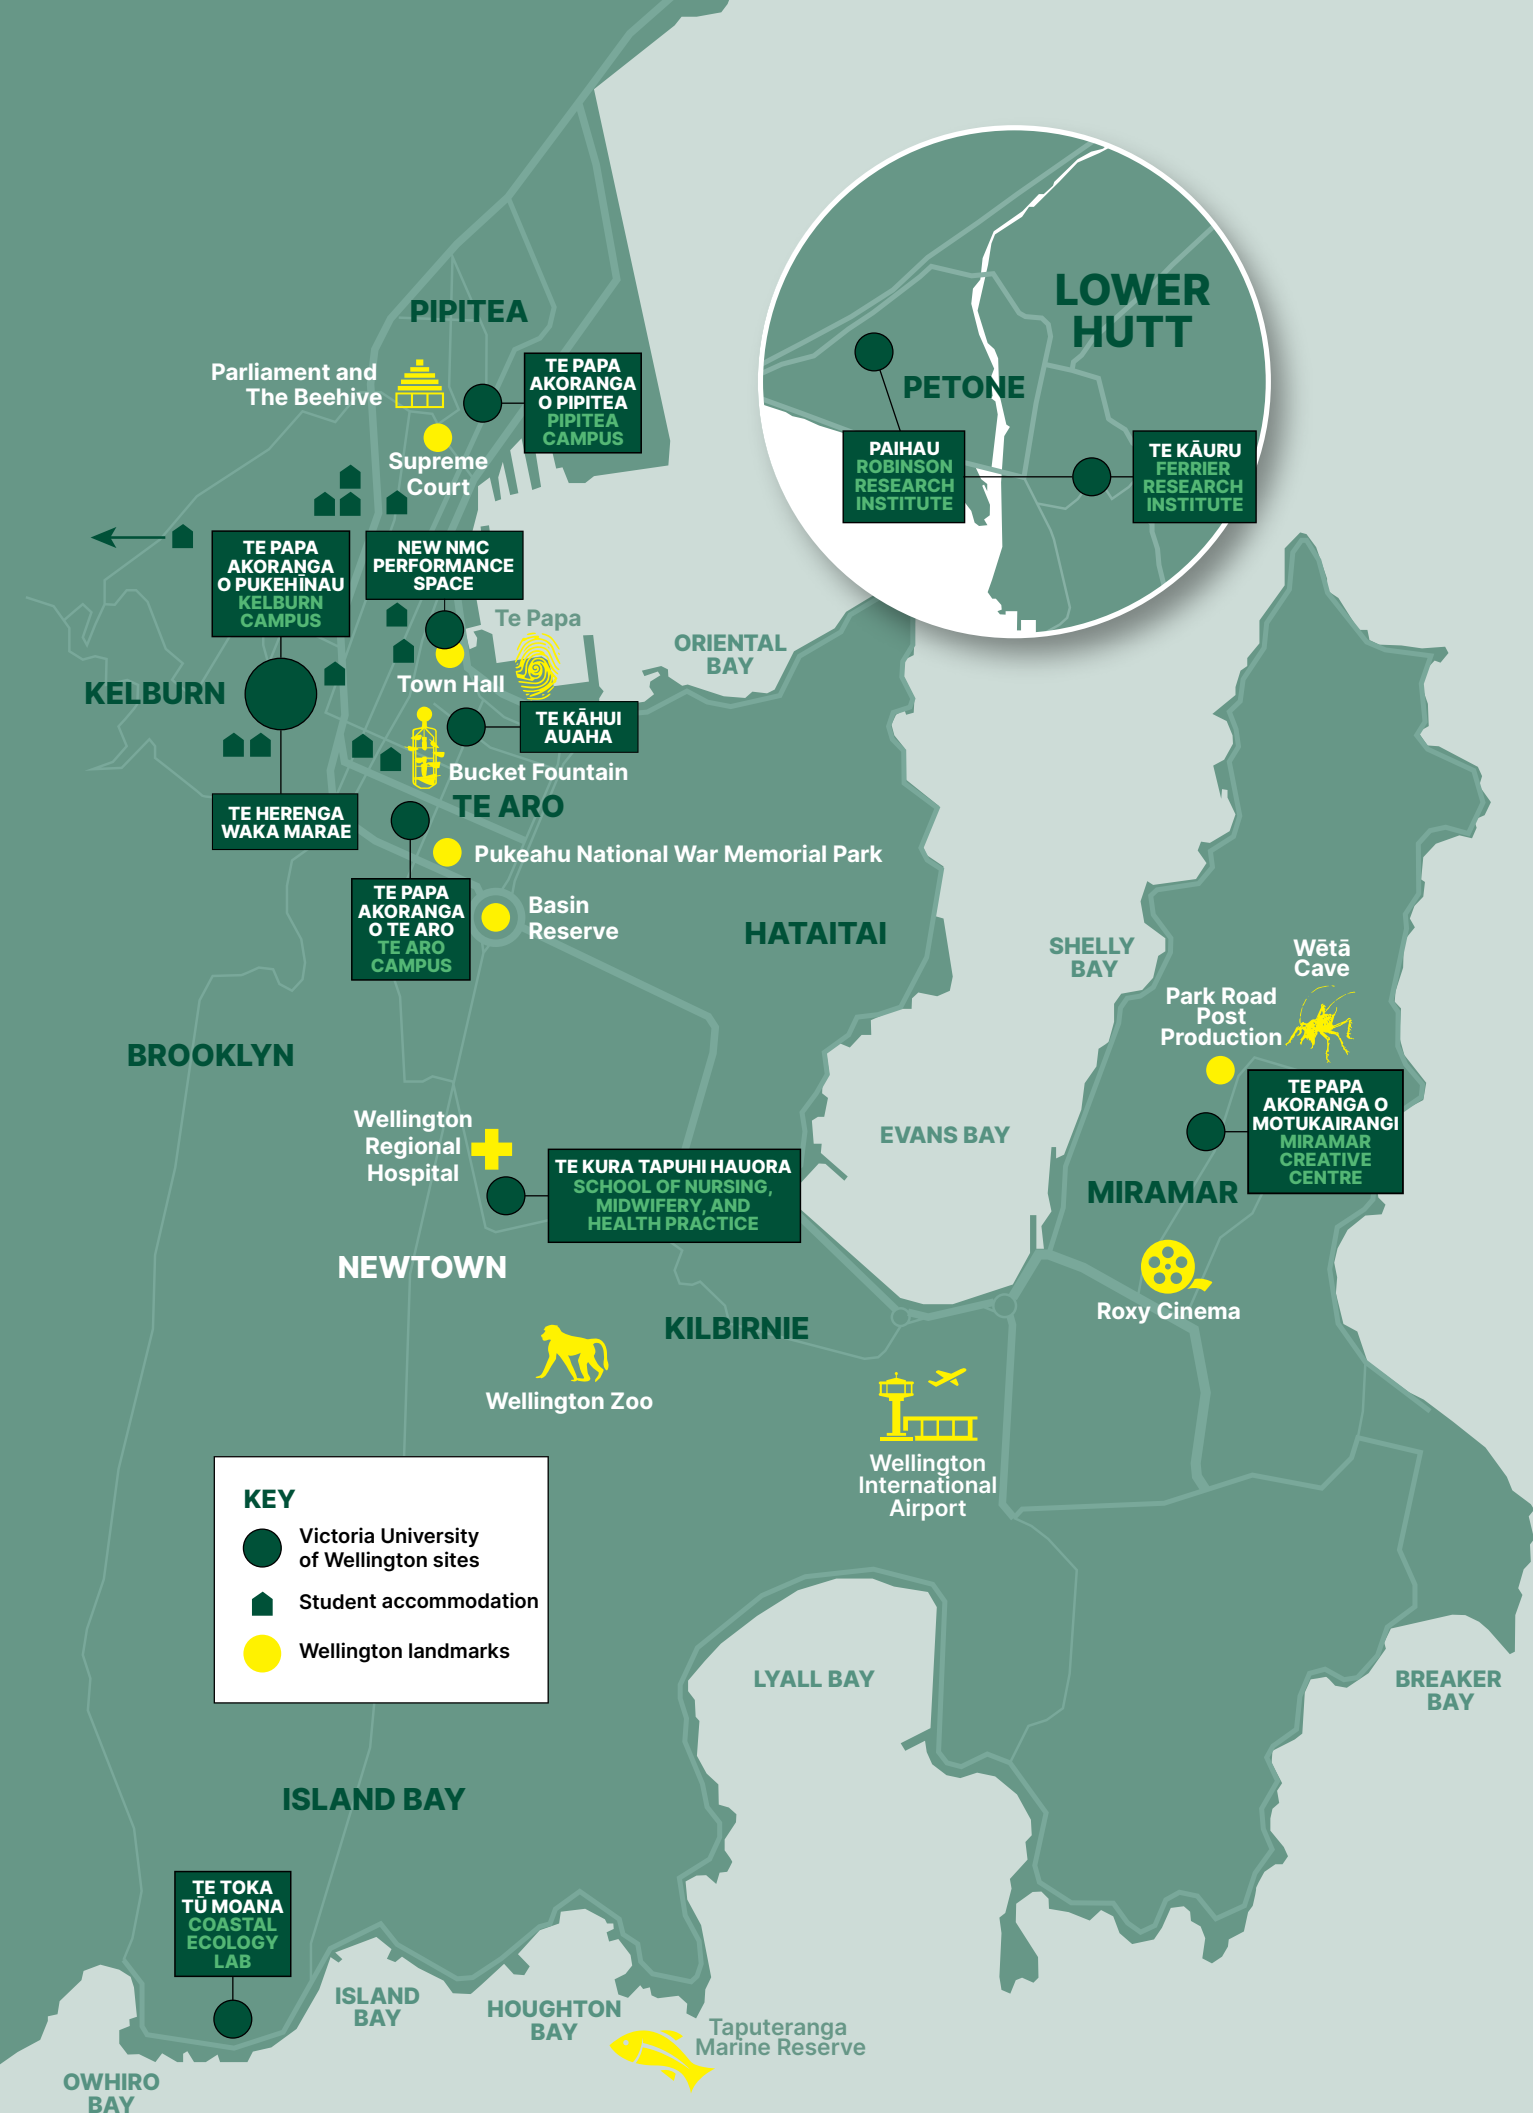 PIPITEA
Parliament and
The Beehive
TE PAPA
AKORANGA
O PIPITEA
PIPITEA
CAMPUS
Supreme
Court
LOWER
HUTT
PETONE
PAIHAU
ROBINSON
RESEARCH
INSTITUTE
TE KĀURU
FERRIER
RESEARCH
INSTITUTE
TE PAPA
AKORANGA
O PUKEHĪNAU
KELBURN
CAMPUS
NEW NMC
PERFORMANCE
SPACE
Te Papa
ORIENTAL
BAY
Town Hall
KELBURN
TE KĀHUI
AUAHA
Bucket Fountain
TE ARO
TE HERENGA
WAKA MARAE
Pukeahu National War Memorial Park
TE PAPA
AKORANGA
O TE ARO
TE ARO
CAMPUS
Basin
Reserve
HATAITAI
SHELLY
BAY
Wētā
Cave
Park Road
Post
Production
BROOKLYN
TE PAPA
AKORANGA O
MOTUKAIRANGI
MIRAMAR
CREATIVE
CENTRE
Wellington
Regional
Hospital
EVANS BAY
TE KURA TAPUHI HAUORA
SCHOOL OF NURSING,
MIDWIFERY, AND
HEALTH PRACTICE
MIRAMAR
NEWTOWN
Roxy Cinema
KILBIRNIE
Wellington Zoo
Wellington
International
Airport
KEY
Victoria University
of Wellington sites
Student accommodation
Wellington landmarks
LYALL BAY
BREAKER
BAY
ISLAND BAY
TE TOKA
TŪ MOANA
COASTAL
ECOLOGY
LAB
ISLAND
BAY
HOUGHTON
BAY
Taputeranga
Marine Reserve
OWHIRO
BAY